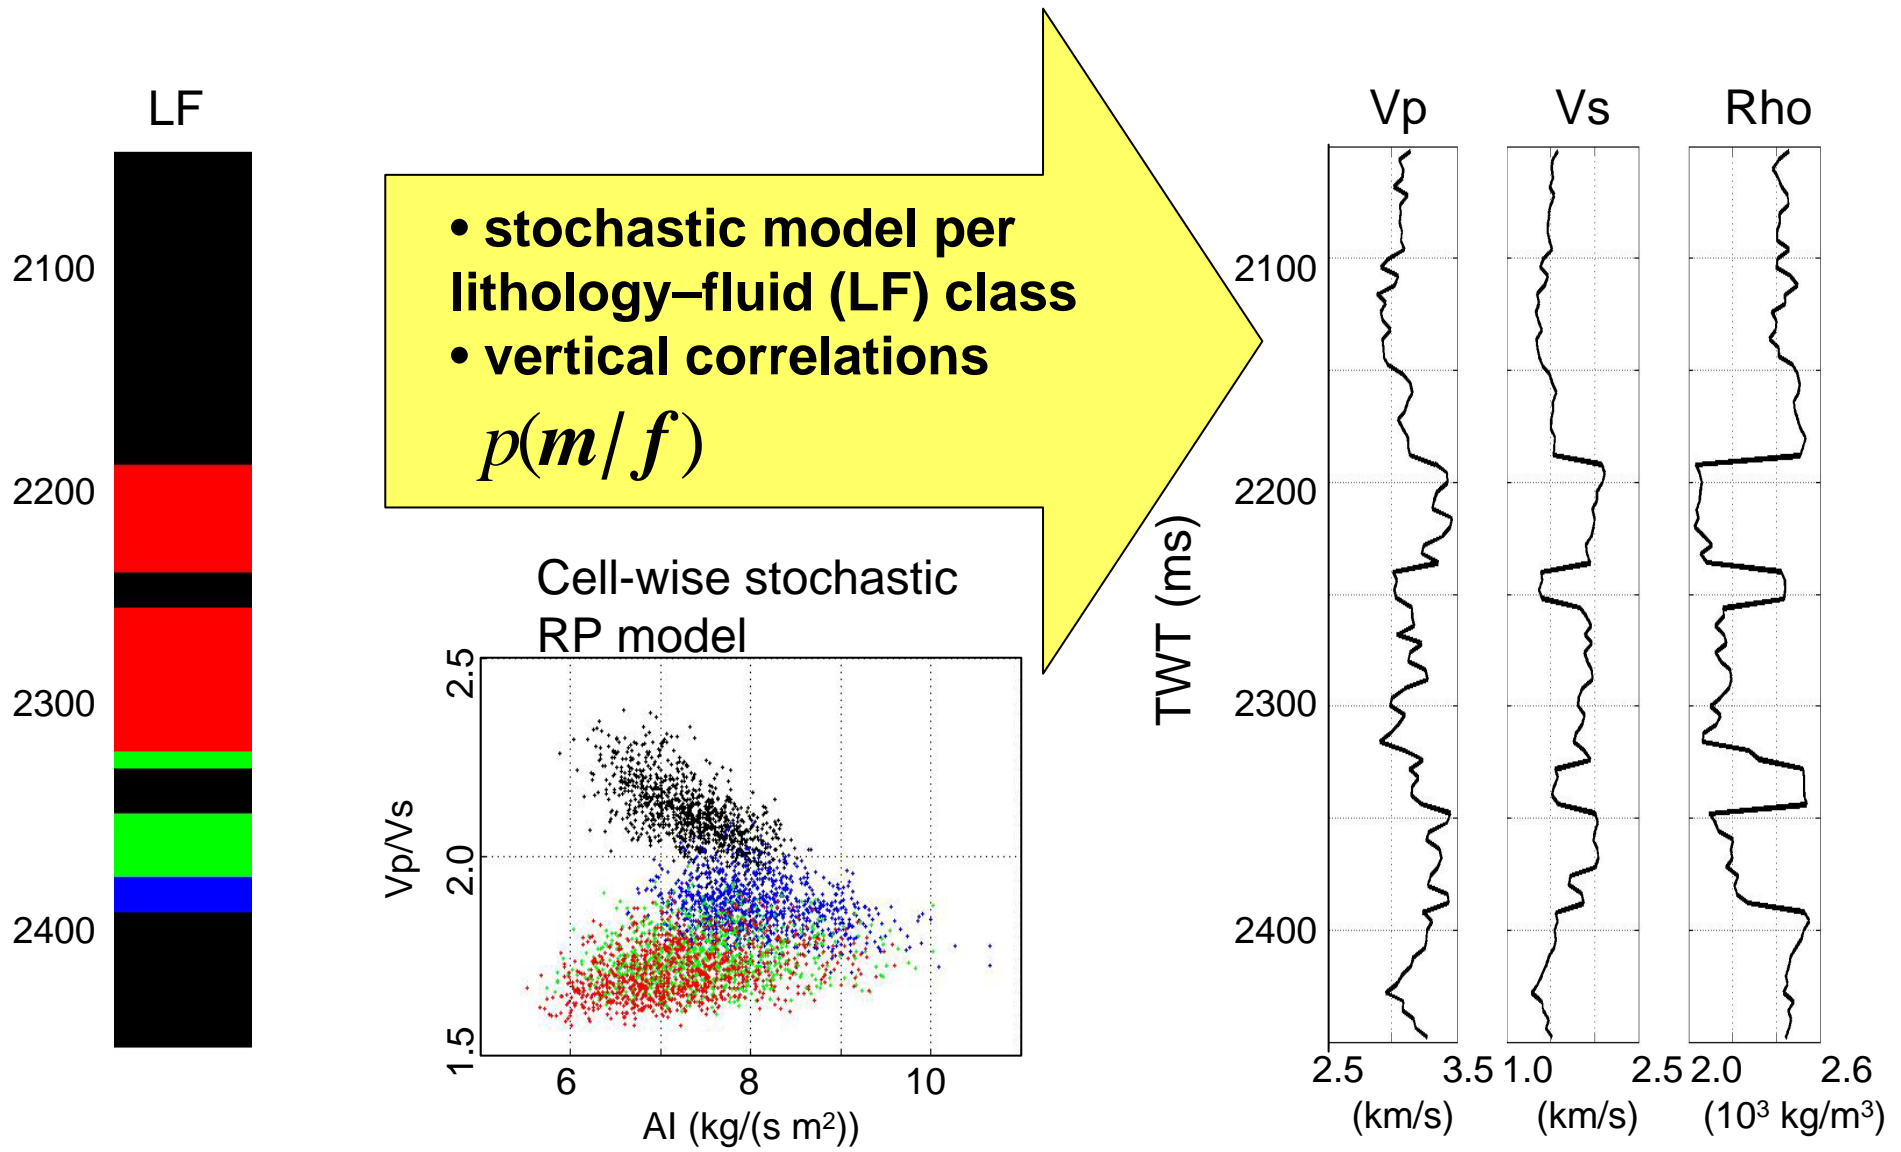 LF
2100
2200
2300
2400
• stochastic model per
lithology–fluid (LF) class
• vertical correlations
p(m/f)
Cell-wise stochastic
RP model
2.5
2.0
1.5
Vp/Vs
6 8 10
AI (kg/(s m²))
Vp Vs Rho
TWT (ms)
2100
2200
2300
2400
2.5 3.5 1.0 2.5 2.0 2.6
(km/s) (km/s) (10³ kg/m³)